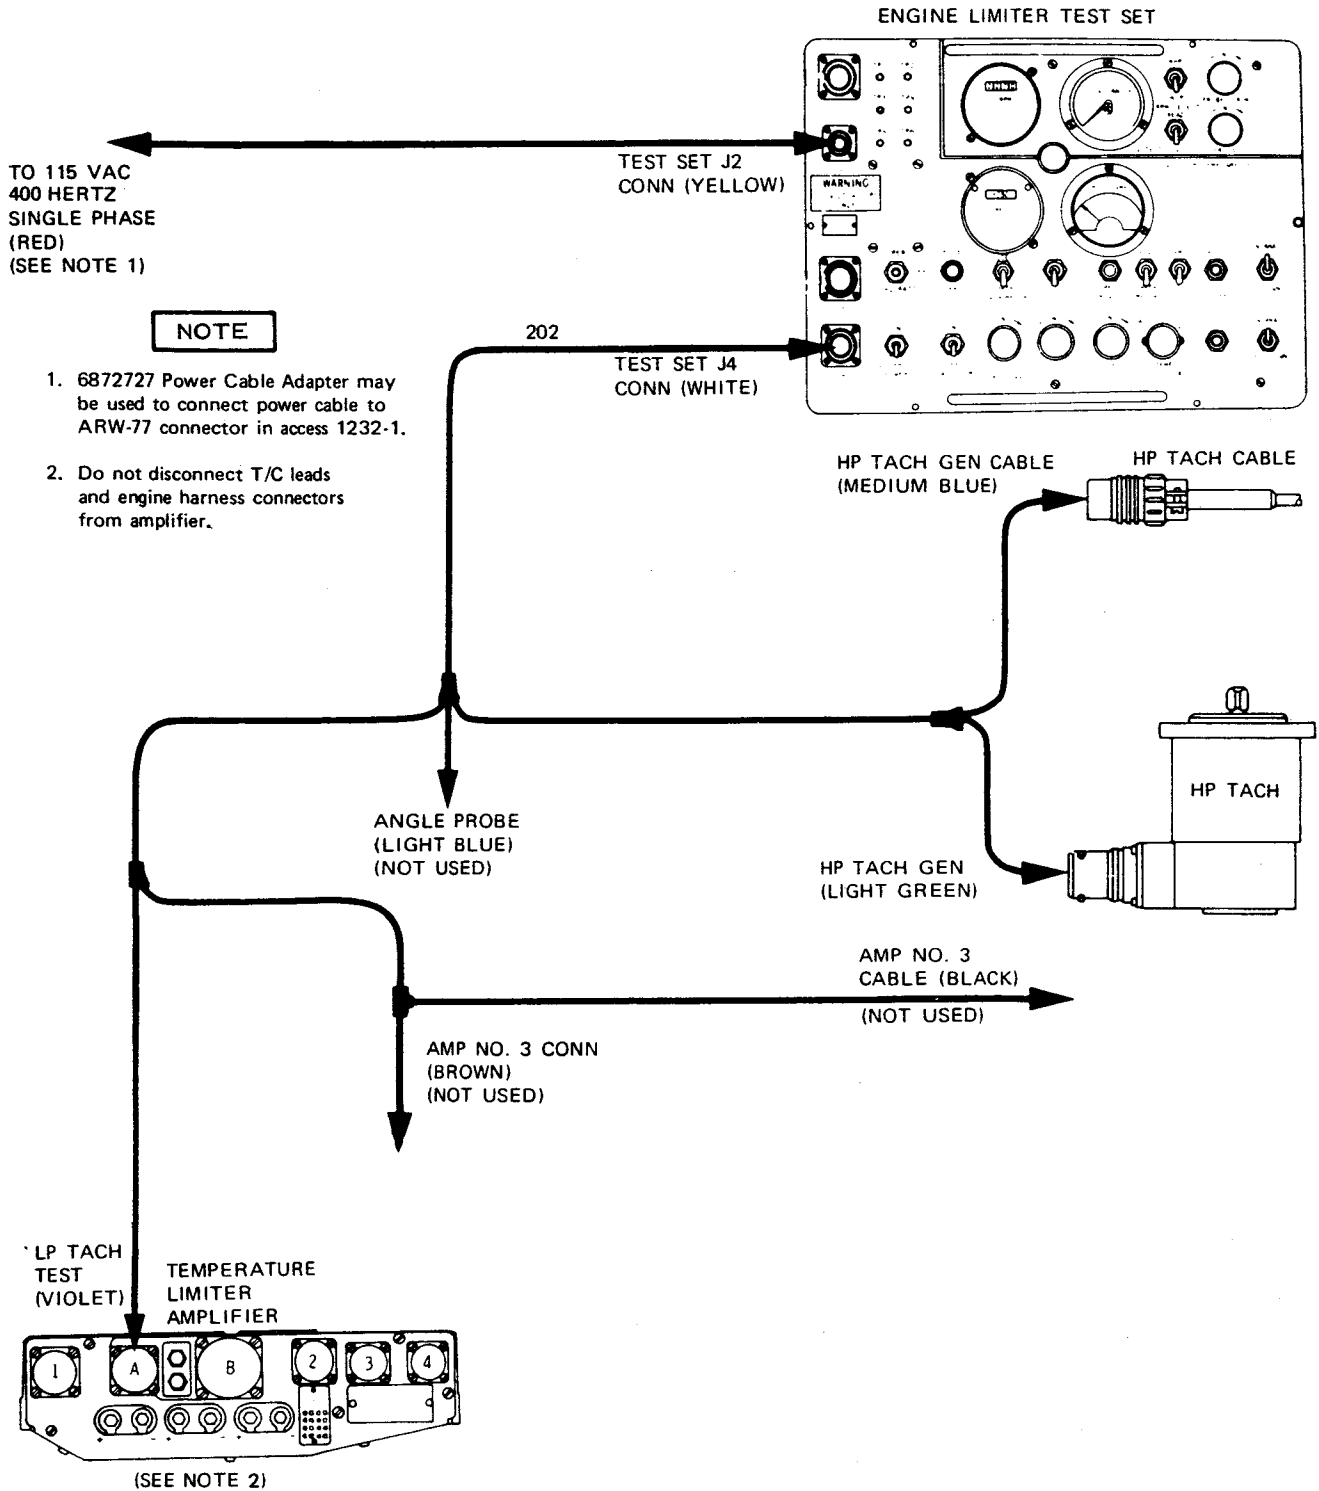 ENGINE LIMITER TEST SET
TO 115 VAC
400 HERTZ
SINGLE PHASE
(RED)
(SEE NOTE 1)
TEST SET J2
CONN (YELLOW)
WARNING
NOTE
1. 6872727 Power Cable Adapter may
be used to connect power cable to
ARW-77 connector in access 1232-1.
2. Do not disconnect T/C leads
and engine harness connectors
from amplifier.
202
TEST SET J4
CONN (WHITE)
HP TACH GEN CABLE
(MEDIUM BLUE)
HP TACH CABLE
HP TACH
ANGLE PROBE
(LIGHT BLUE)
(NOT USED)
HP TACH GEN
(LIGHT GREEN)
AMP NO. 3
CABLE (BLACK)
(NOT USED)
AMP NO. 3 CONN
(BROWN)
(NOT USED)
LP TACH
TEST
(VIOLET)
TEMPERATURE
LIMITER
AMPLIFIER
1 A B 2 3 4
(SEE NOTE 2)